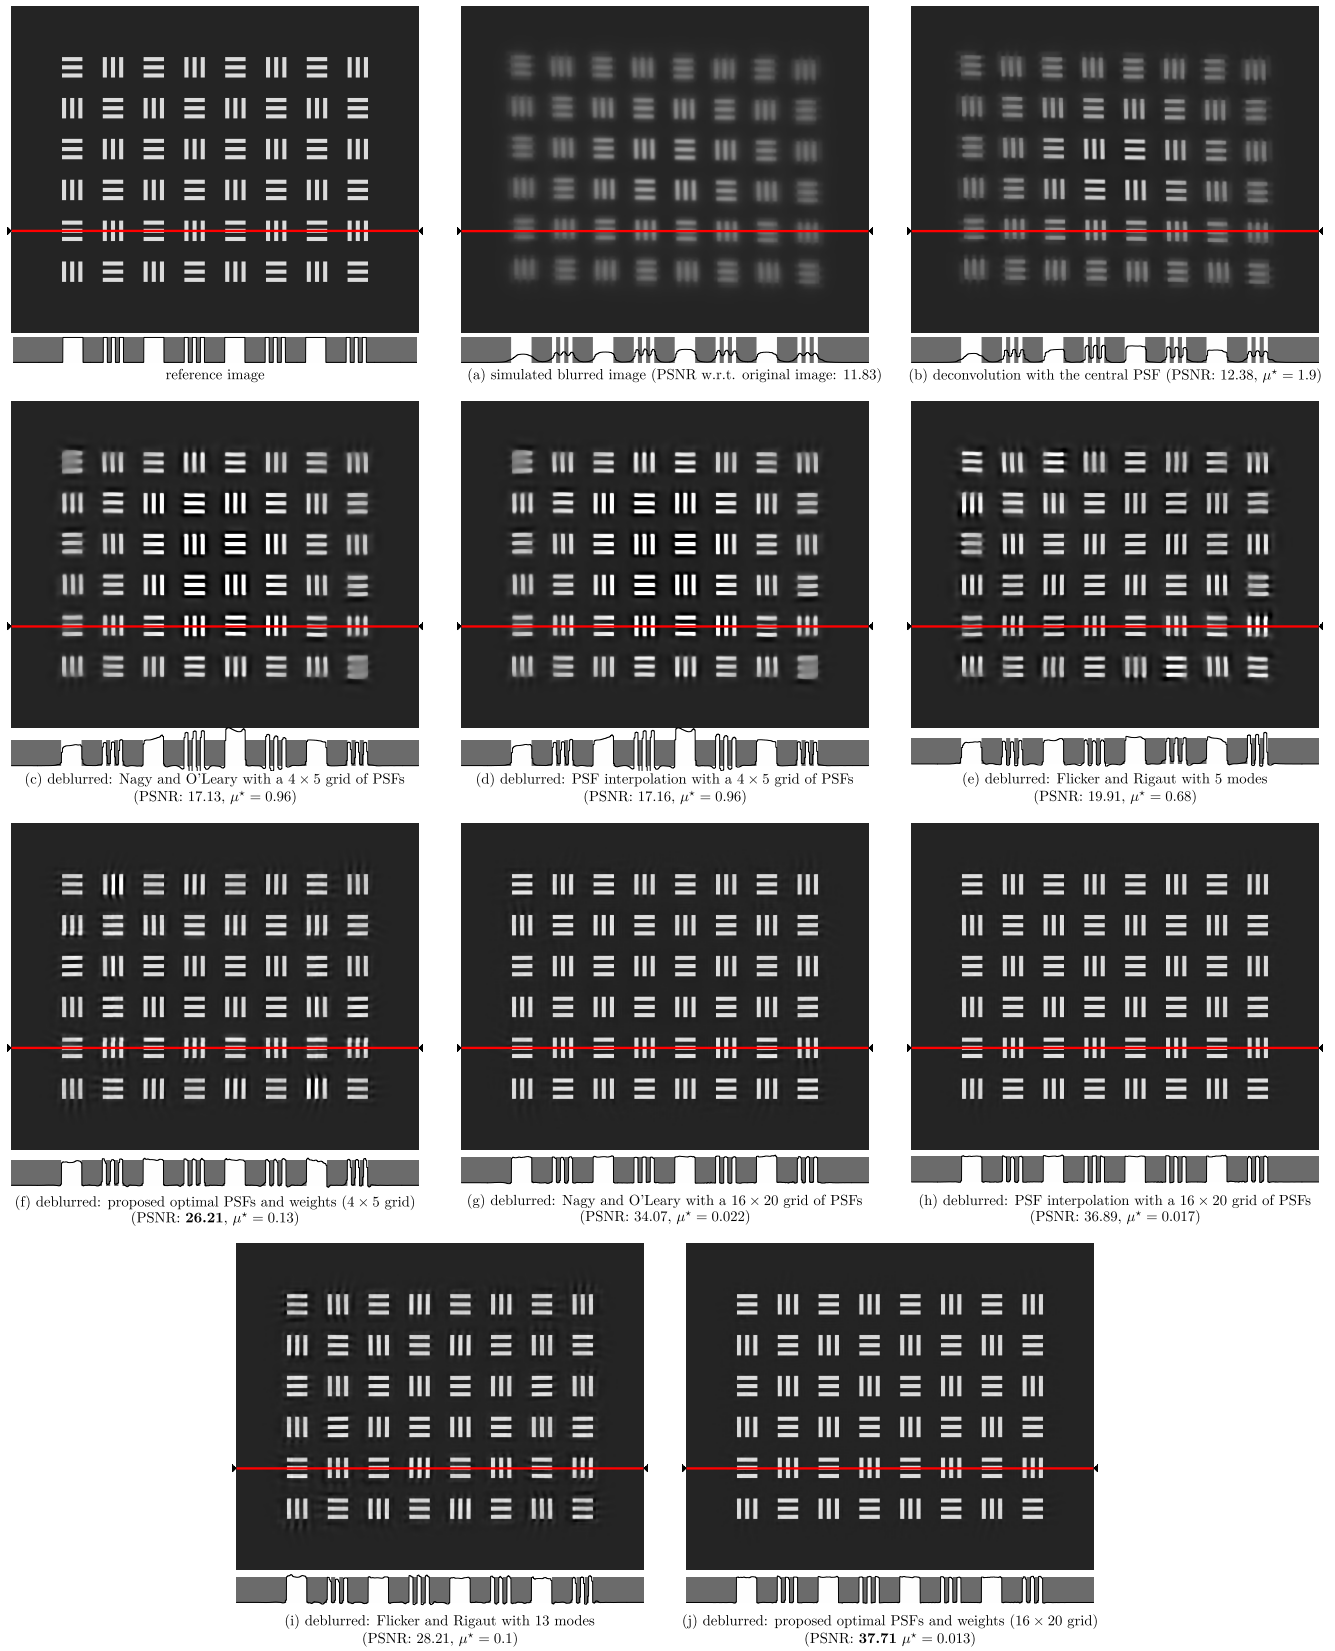 reference image
(a) simulated blurred image (PSNR w.r.t. original image: 11.83)
(b) deconvolution with the central PSF (PSNR: 12.38, μ⋆ = 1.9)
(c) deblurred: Nagy and O'Leary with a 4 × 5 grid of PSFs
(PSNR: 17.13, μ⋆ = 0.96)
(d) deblurred: PSF interpolation with a 4 × 5 grid of PSFs
(PSNR: 17.16, μ⋆ = 0.96)
(e) deblurred: Flicker and Rigaut with 5 modes
(PSNR: 19.91, μ⋆ = 0.68)
(f) deblurred: proposed optimal PSFs and weights (4 × 5 grid)
(PSNR: 26.21, μ⋆ = 0.13)
(g) deblurred: Nagy and O'Leary with a 16 × 20 grid of PSFs
(PSNR: 34.07, μ⋆ = 0.022)
(h) deblurred: PSF interpolation with a 16 × 20 grid of PSFs
(PSNR: 36.89, μ⋆ = 0.017)
(i) deblurred: Flicker and Rigaut with 13 modes
(PSNR: 28.21, μ⋆ = 0.1)
(j) deblurred: proposed optimal PSFs and weights (16 × 20 grid)
(PSNR: 37.71 μ⋆ = 0.013)